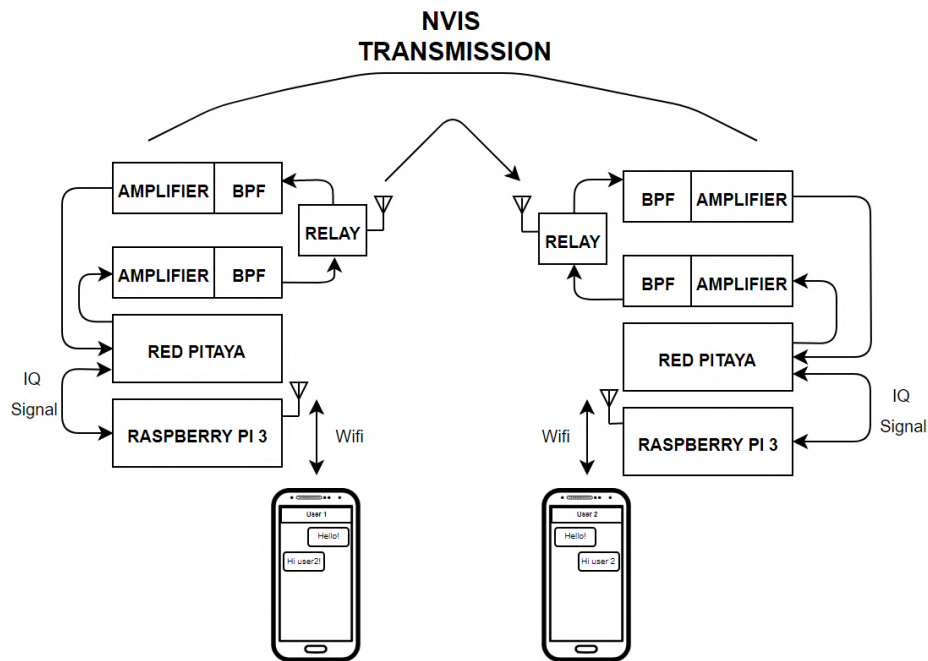 NVIS
TRANSMISSION
AMPLIFIER BPF
RELAY
AMPLIFIER BPF
RED PITAYA
IQ
Signal
RASPBERRY PI 3
Wifi
User 1
Hello!
Hi user2!
BPF AMPLIFIER
RELAY
BPF AMPLIFIER
RED PITAYA
IQ
Signal
RASPBERRY PI 3
Wifi
User 2
Hello!
Hi user 2